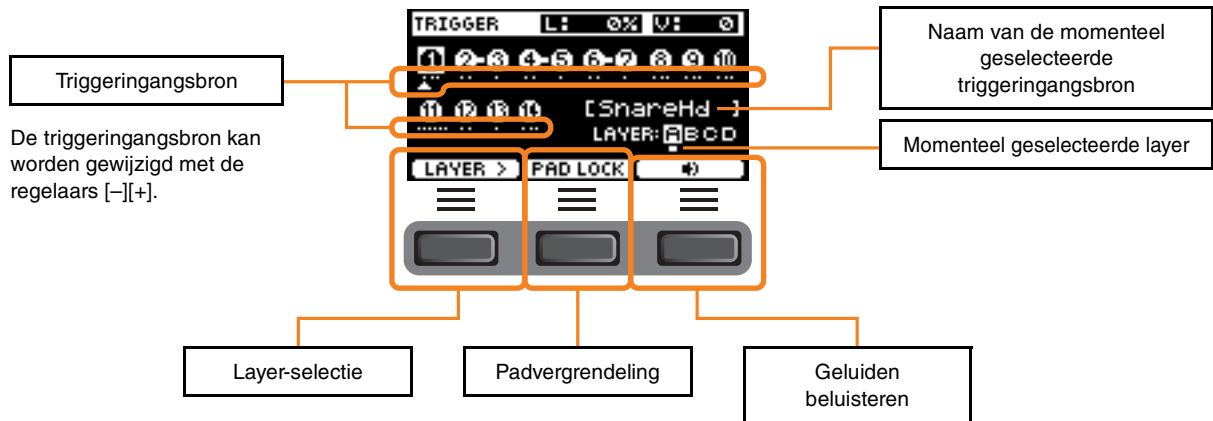 TRIGGER L: 0% V: 0
1 2-3 4-5 6-7 8 9 10
11 12 13 14 [SnareHd ]
LAYER: A B C D
LAYER > PAD LOCK
Triggeringangsbron
De triggeringangsbron kan
worden gewijzigd met de
regelaars [–][+].
Naam van de momenteel
geselecteerde
triggeringangsbron
Momenteel geselecteerde layer
Layer-selectie
Padvergrendeling
Geluiden
beluisteren